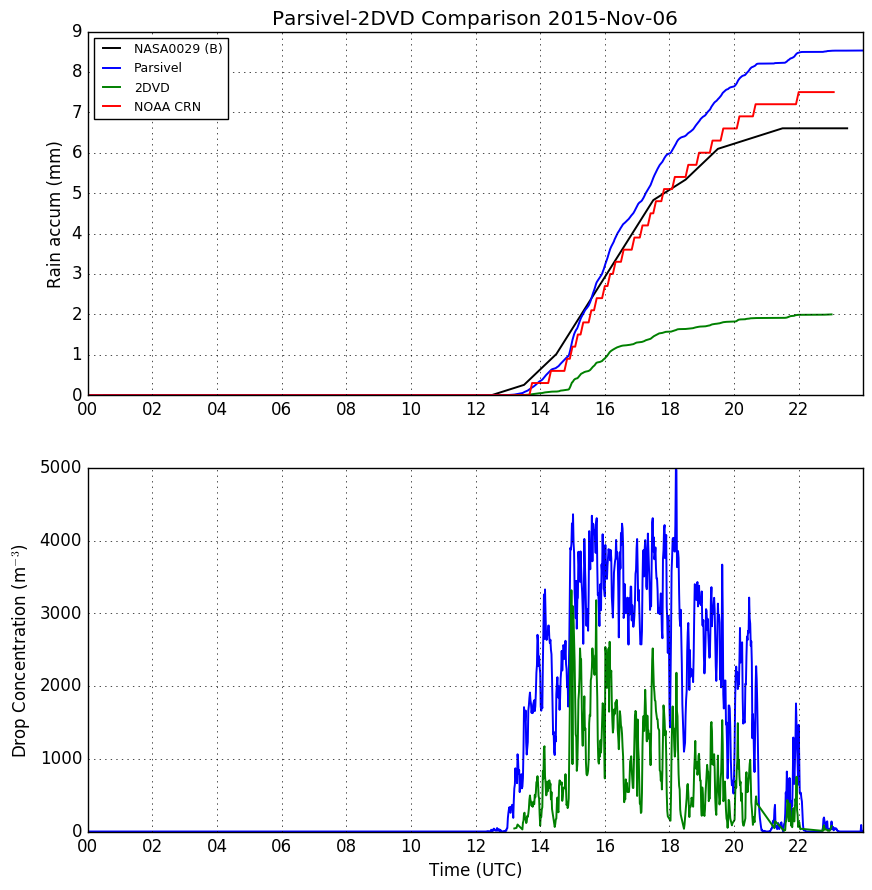 Parsivel-2DVD Comparison 2015-Nov-06
9
8
7
6
5
4
3
2
1
0
Rain accum (mm)
NASA0029 (B)
Parsivel
2DVD
NOAA CRN
00 02 04 06 08 10 12 14 16 18 20 22
5000
4000
3000
2000
1000
0
Drop Concentration (m⁻³)
00 02 04 06 08 10 12 14 16 18 20 22
Time (UTC)